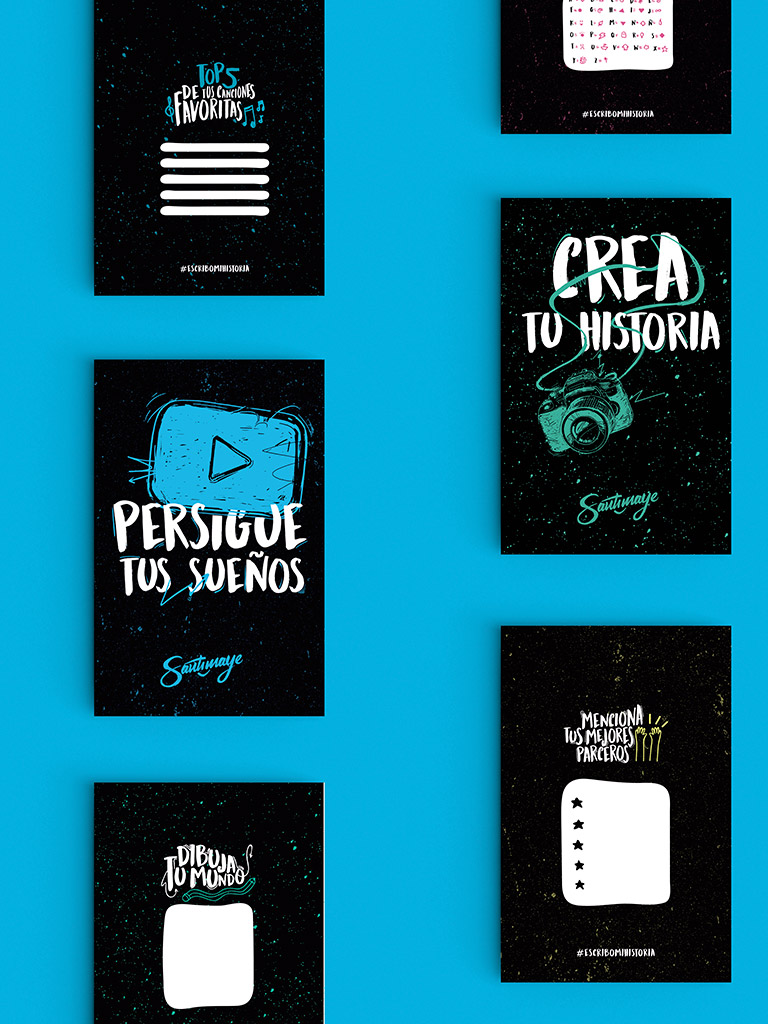 TOP 5
DE TUS CANCIONES
FAVORITAS
#ESCRIBOMIHISTORIA
PERSIGUE
TUS SUEÑOS
Santimaye
DIBUJA
TU MUNDO
#ESCRIBOMIHISTORIA
CREA
TU HISTORIA
Santimaye
MENCIONA
TUS MEJORES
PARCEROS
#ESCRIBOMIHISTORIA